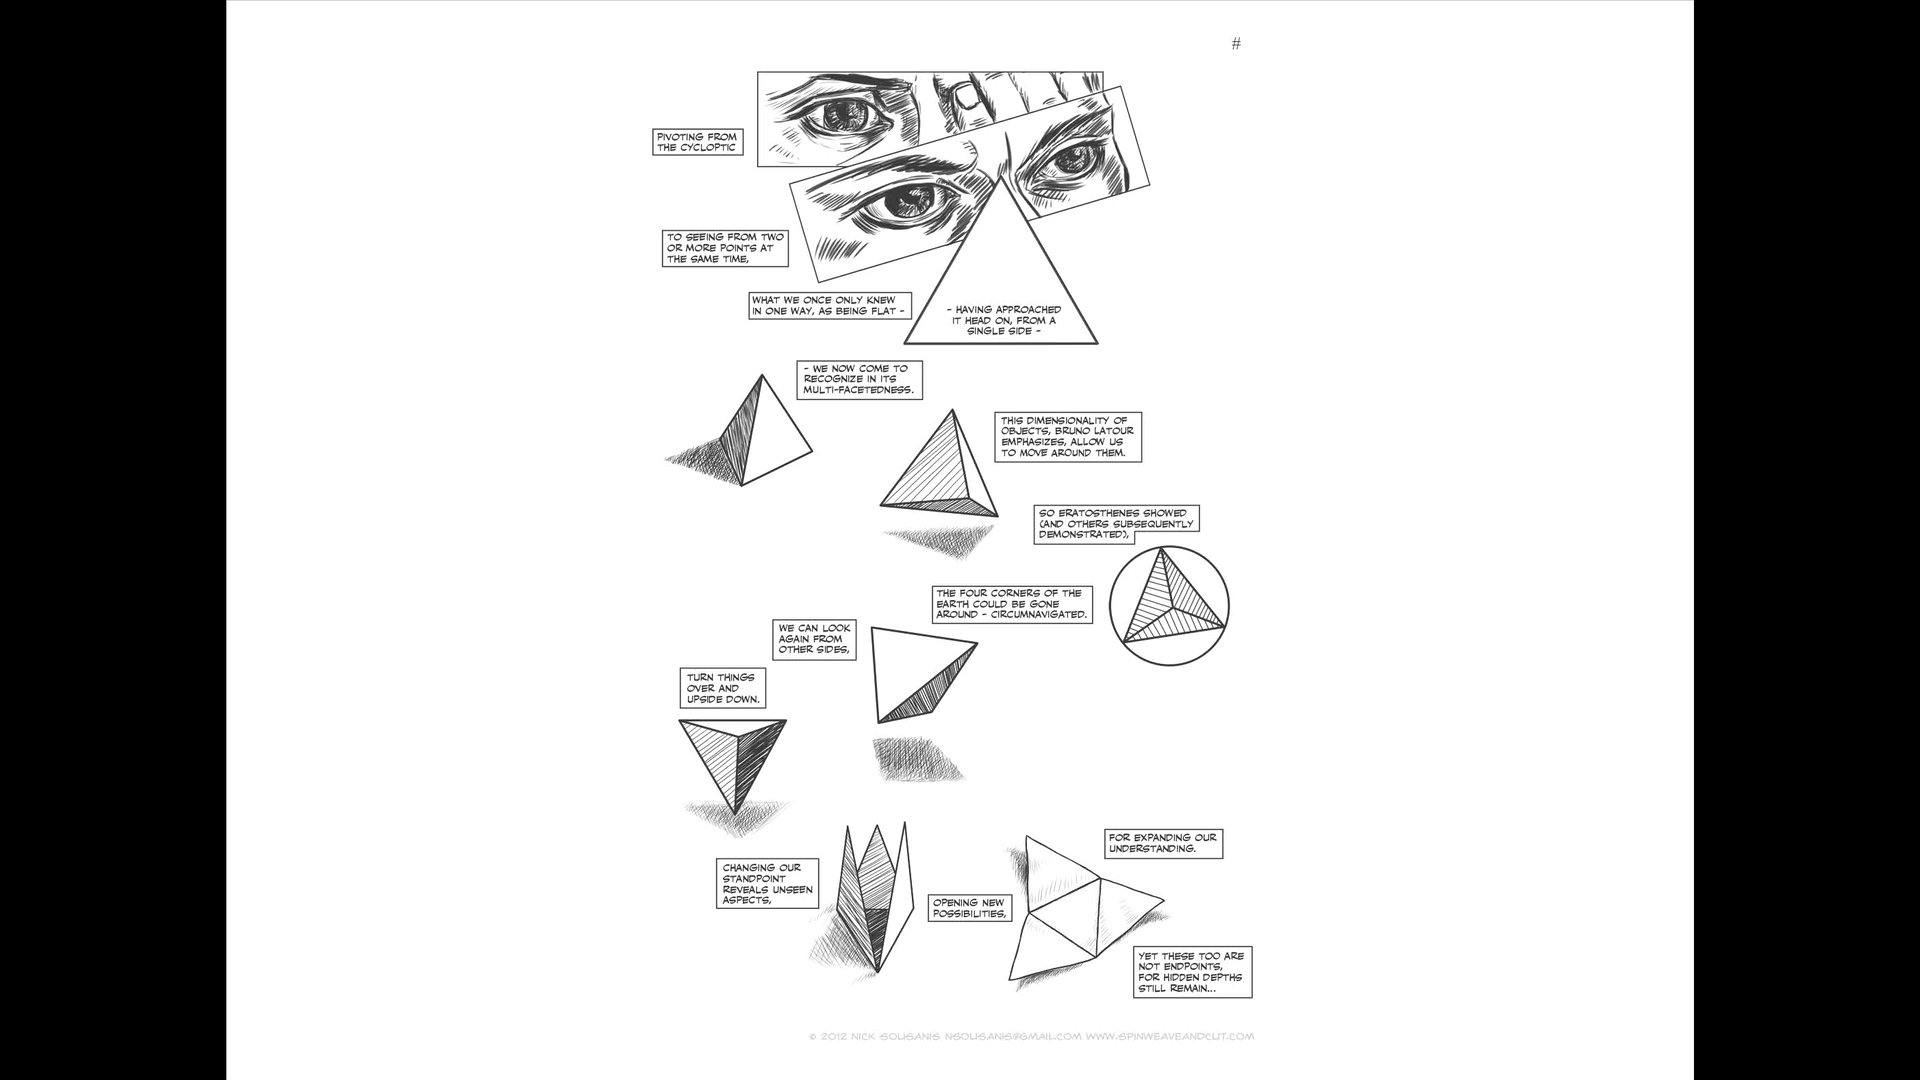 #
PIVOTING FROM
THE CYCLOPTIC
TO SEEING FROM TWO
OR MORE POINTS AT
THE SAME TIME,
WHAT WE ONCE ONLY KNEW
IN ONE WAY, AS BEING FLAT -
- HAVING APPROACHED
IT HEAD ON, FROM A
SINGLE SIDE -
- WE NOW COME TO
RECOGNIZE IN ITS
MULTI-FACETEDNESS.
THIS DIMENSIONALITY OF
OBJECTS, BRUNO LATOUR
EMPHASIZES, ALLOW US
TO MOVE AROUND THEM.
SO ERATOSTHENES SHOWED
(AND OTHERS SUBSEQUENTLY
DEMONSTRATED),
THE FOUR CORNERS OF THE
EARTH COULD BE GONE
AROUND - CIRCUMNAVIGATED.
WE CAN LOOK
AGAIN FROM
OTHER SIDES,
TURN THINGS
OVER AND
UPSIDE DOWN.
CHANGING OUR
STANDPOINT
REVEALS UNSEEN
ASPECTS,
OPENING NEW
POSSIBILITIES,
FOR EXPANDING OUR
UNDERSTANDING.
YET THESE TOO ARE
NOT ENDPOINTS,
FOR HIDDEN DEPTHS
STILL REMAIN...
© 2012 NICK SOUSANIS NSOUSANIS@GMAIL.COM WWW.SPINWEAVEANDCUT.COM